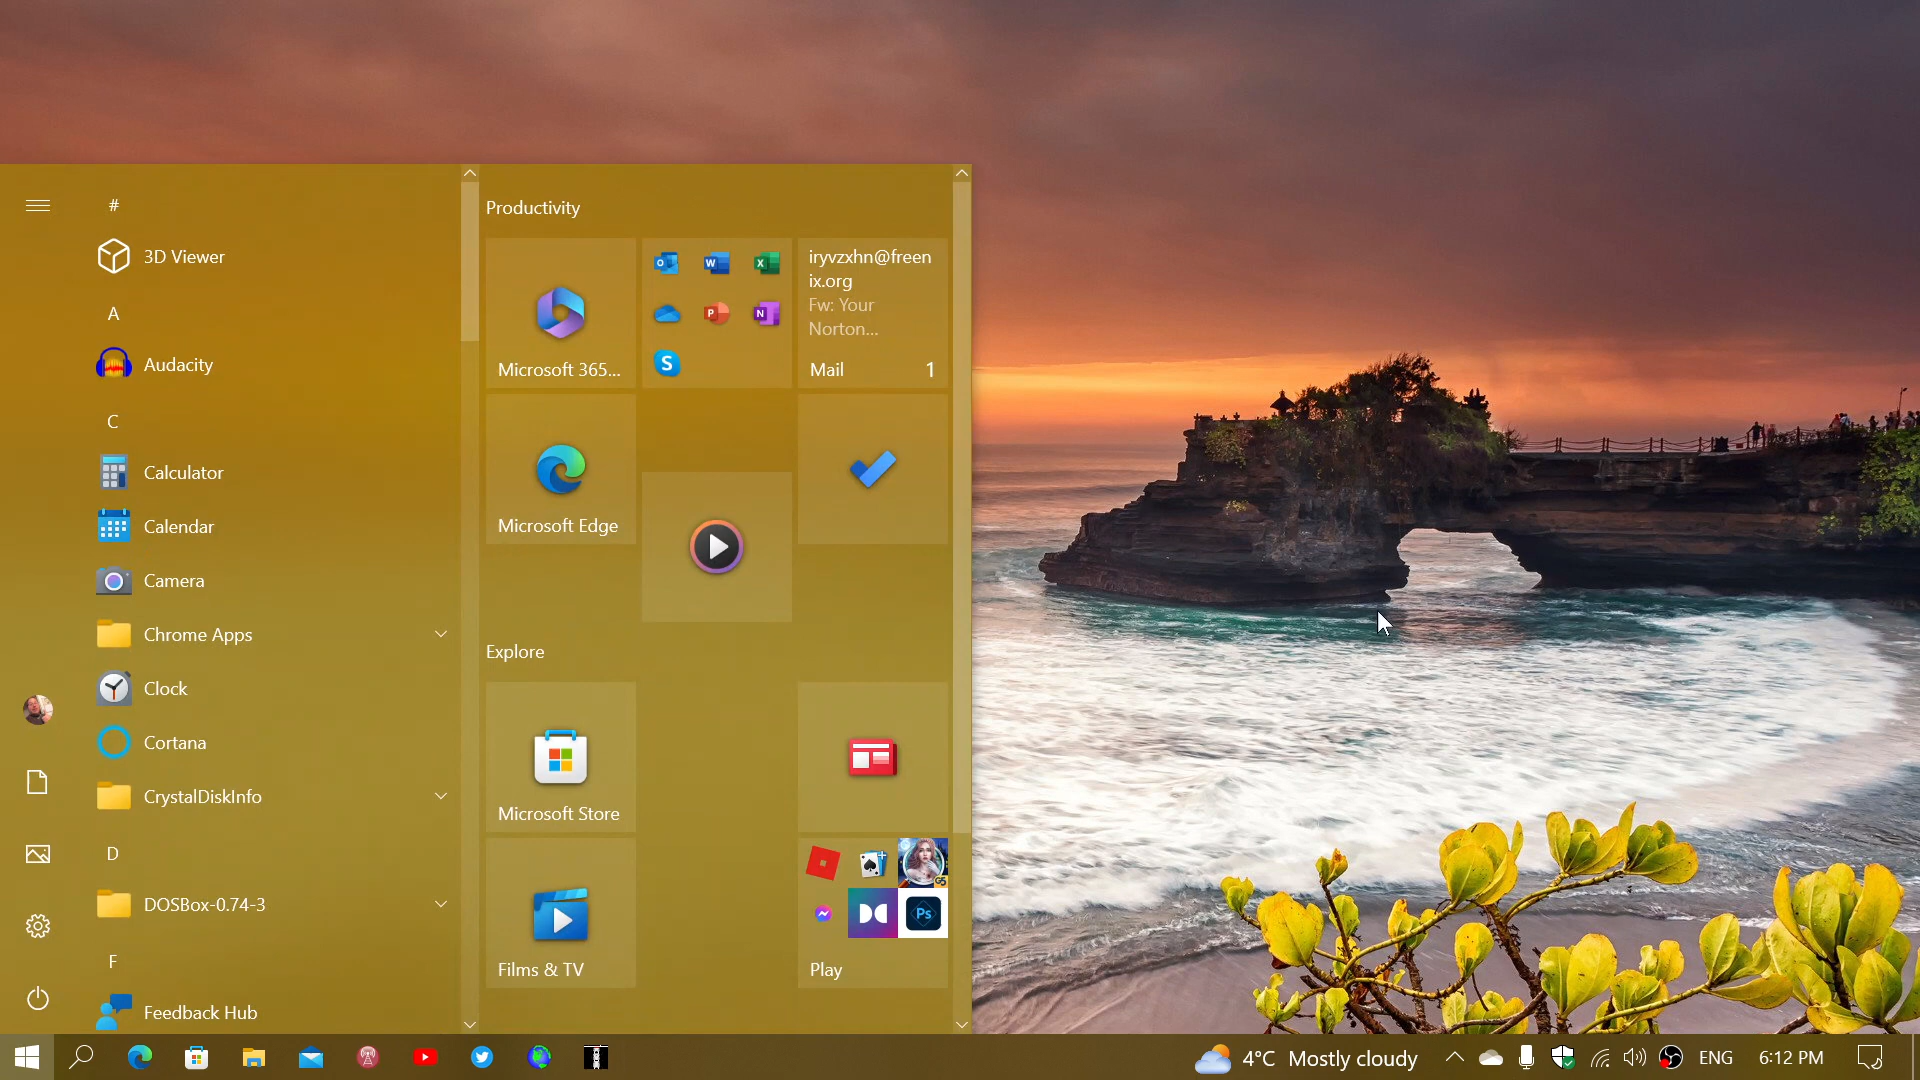 #
3D Viewer
A
Audacity
C
Calculator
Calendar
Camera
Chrome Apps
Clock
Cortana
CrystalDiskInfo
D
DOSBox-0.74-3
F
Feedback Hub
Productivity
Microsoft 365...
iryvzxhn@freen
ix.org
Fw: Your
Norton...
Mail 1
Microsoft Edge
Explore
Microsoft Store
Films & TV
Play
Ps
4°C Mostly cloudy
ENG
6:12 PM